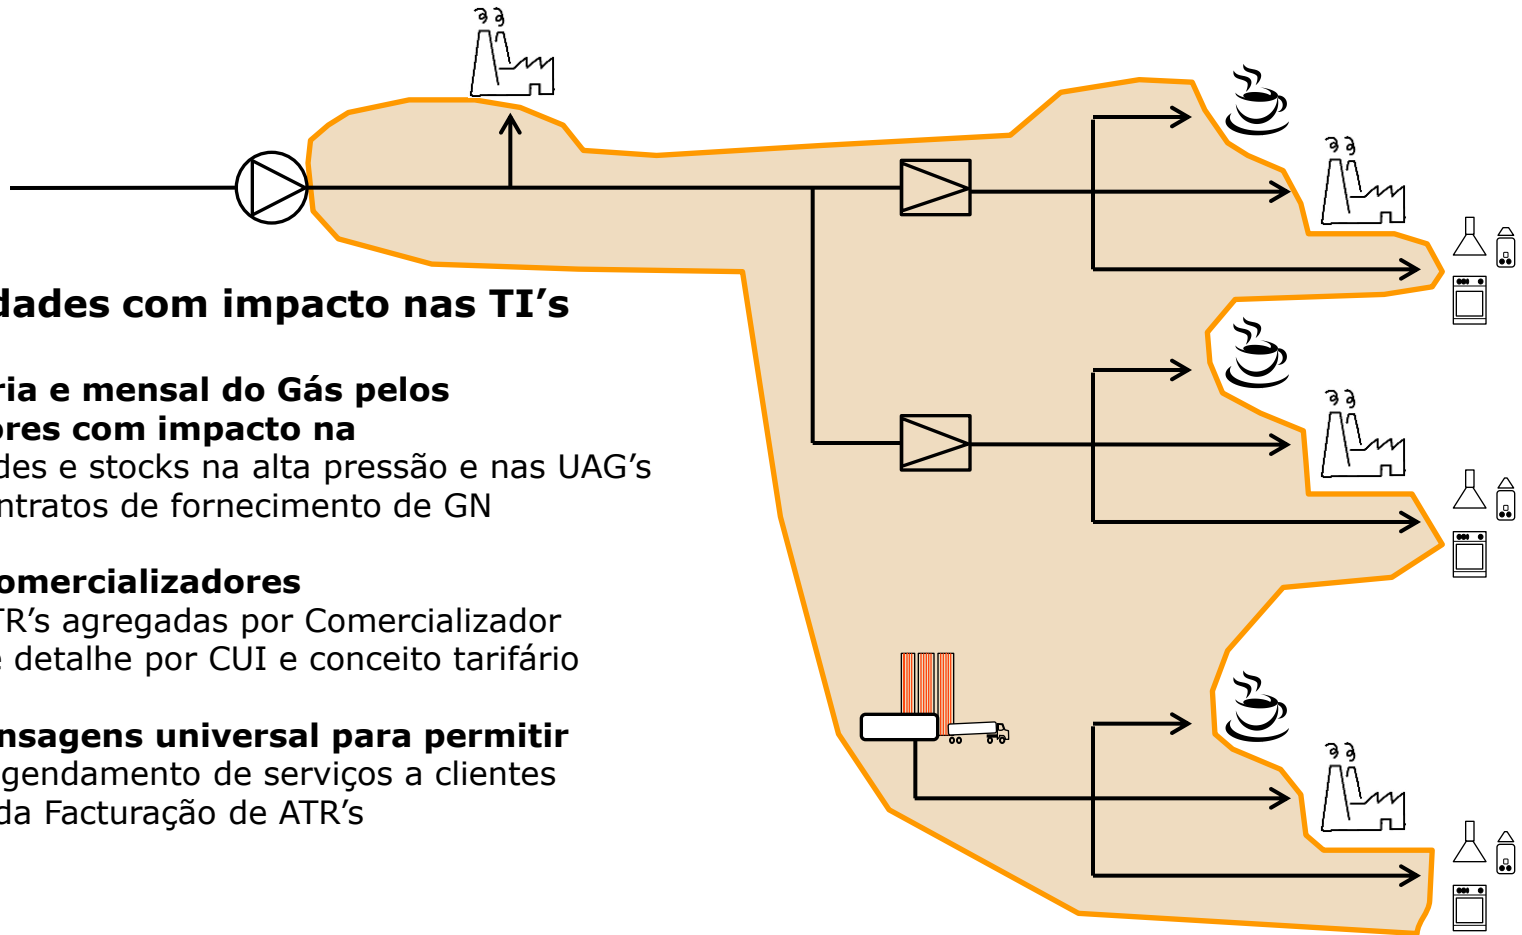 dades com impacto nas TI’s
ria e mensal do Gás pelos
ores com impacto na
des e stocks na alta pressão e nas UAG’s
ntratos de fornecimento de GN
omercializadores
TR’s agregadas por Comercializador
e detalhe por CUI e conceito tarifário
nsagens universal para permitir
gendamento de serviços a clientes
da Facturação de ATR’s